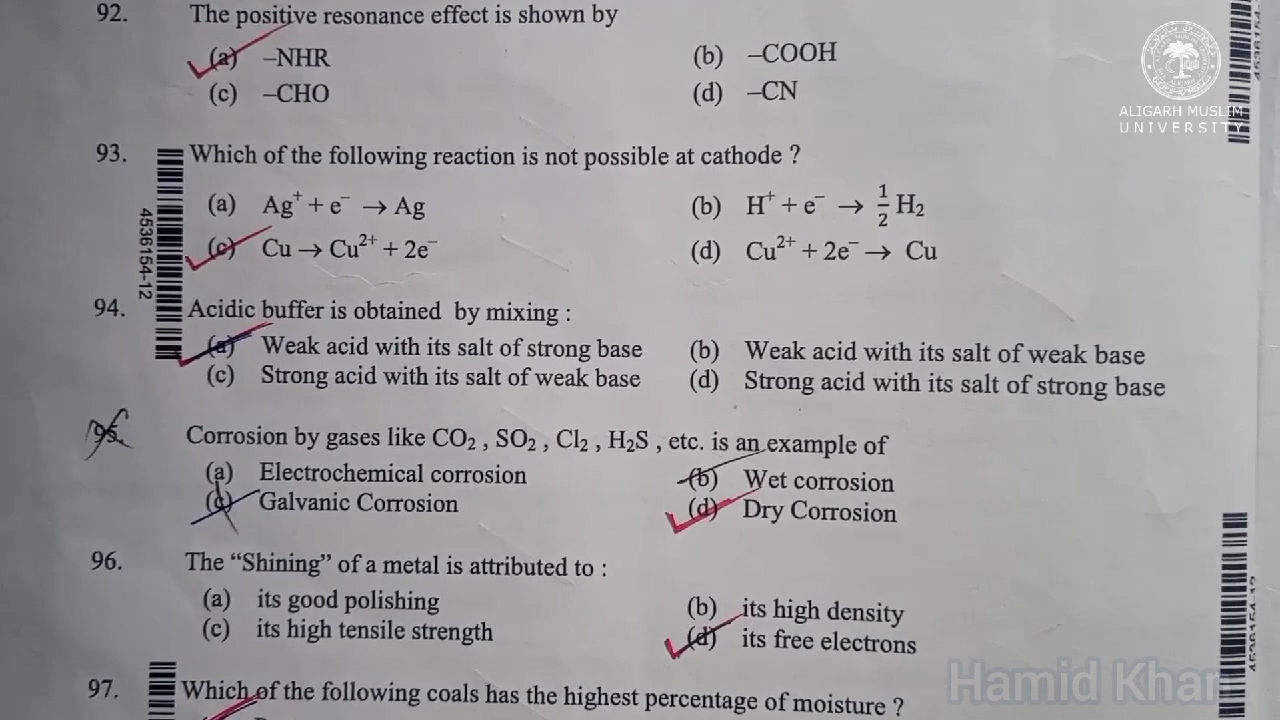 92. The positive resonance effect is shown by
(a) –NHR (b) –COOH
(c) –CHO (d) –CN
ALIGARH MUSLIM
UNIVERSITY
93. Which of the following reaction is not possible at cathode ?
(a) Ag⁺ + e⁻ → Ag (b) H⁺ + e⁻ → ½ H₂
(c) Cu → Cu²⁺ + 2e⁻ (d) Cu²⁺ + 2e⁻ → Cu
4536154-12
94. Acidic buffer is obtained by mixing :
(a) Weak acid with its salt of strong base (b) Weak acid with its salt of weak base
(c) Strong acid with its salt of weak base (d) Strong acid with its salt of strong base
95. Corrosion by gases like CO₂ , SO₂ , Cl₂ , H₂S , etc. is an example of
(a) Electrochemical corrosion (b) Wet corrosion
(c) Galvanic Corrosion (d) Dry Corrosion
96. The “Shining” of a metal is attributed to :
(a) its good polishing (b) its high density
(c) its high tensile strength (d) its free electrons
97. Which of the following coals has the highest percentage of moisture ?
Hamid Khan